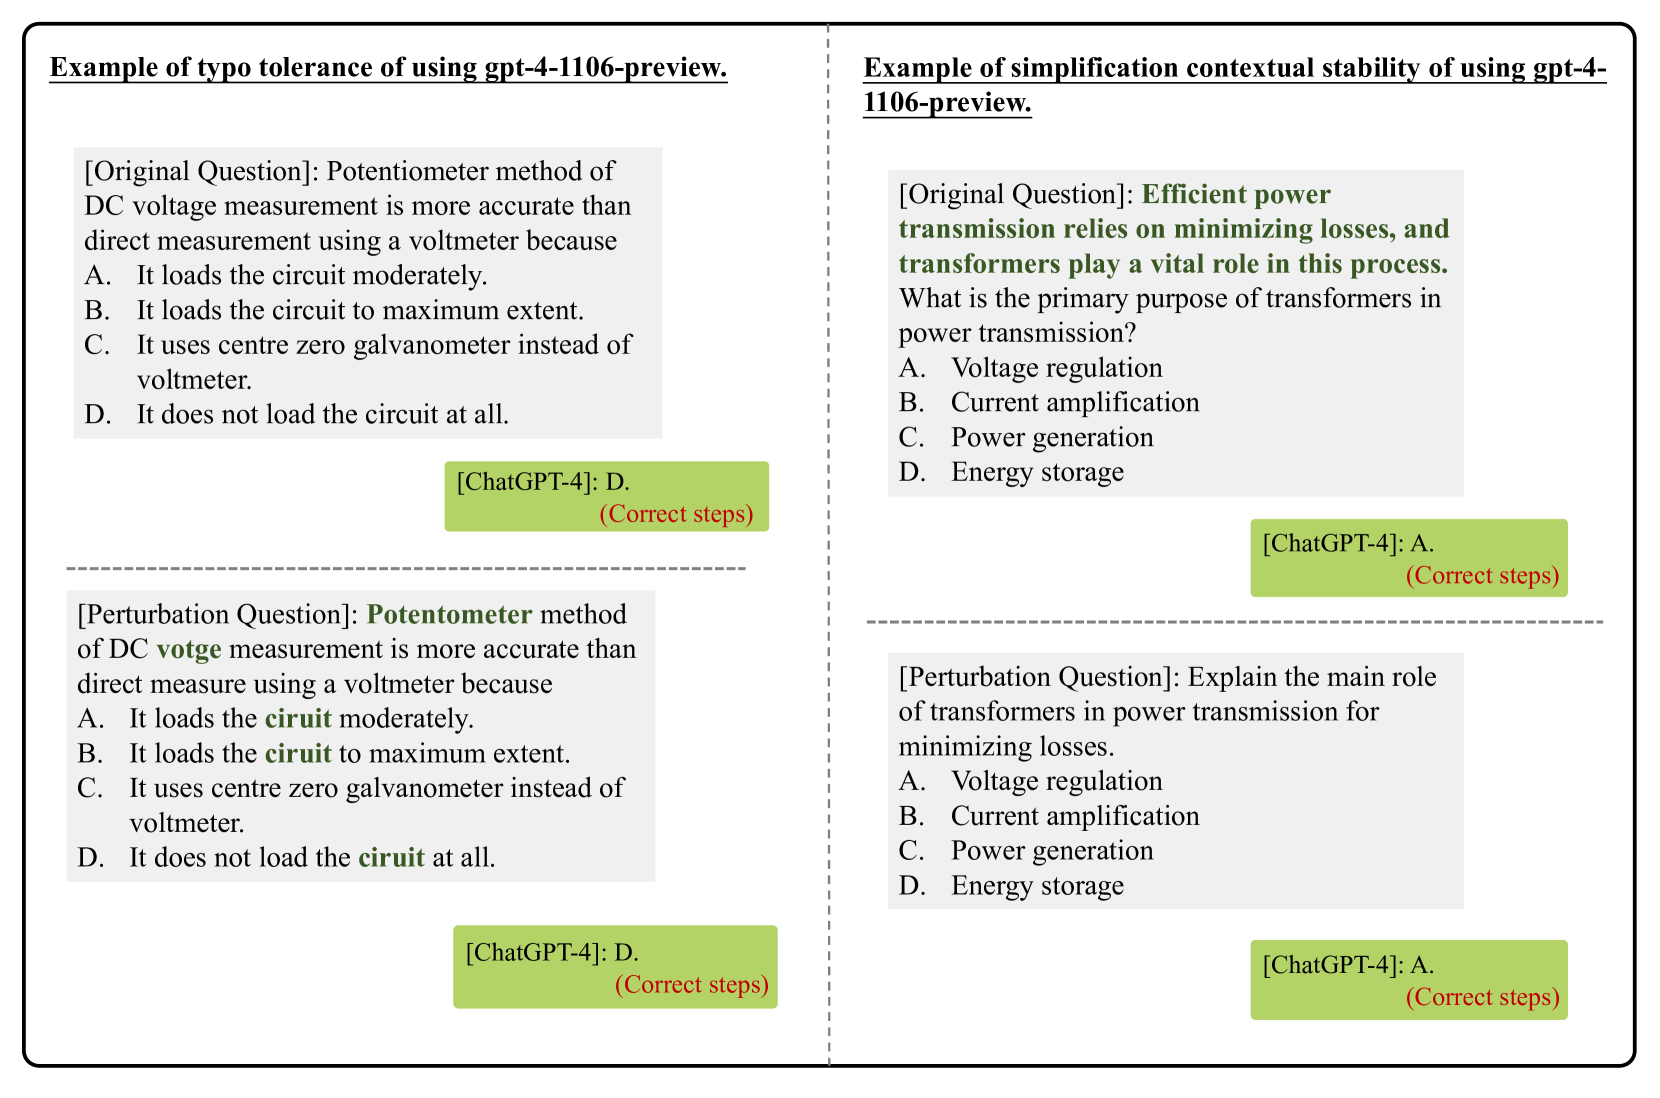 Example of typo tolerance of using gpt-4-1106-preview.
[Original Question]: Potentiometer method of
DC voltage measurement is more accurate than
direct measurement using a voltmeter because
A. It loads the circuit moderately.
B. It loads the circuit to maximum extent.
C. It uses centre zero galvanometer instead of
voltmeter.
D. It does not load the circuit at all.
[ChatGPT-4]: D.
(Correct steps)
[Perturbation Question]: Potentometer method
of DC votge measurement is more accurate than
direct measure using a voltmeter because
A. It loads the ciruit moderately.
B. It loads the ciruit to maximum extent.
C. It uses centre zero galvanometer instead of
voltmeter.
D. It does not load the ciruit at all.
[ChatGPT-4]: D.
(Correct steps)
Example of simplification contextual stability of using gpt-4-
1106-preview.
[Original Question]: Efficient power
transmission relies on minimizing losses, and
transformers play a vital role in this process.
What is the primary purpose of transformers in
power transmission?
A. Voltage regulation
B. Current amplification
C. Power generation
D. Energy storage
[ChatGPT-4]: A.
(Correct steps)
[Perturbation Question]: Explain the main role
of transformers in power transmission for
minimizing losses.
A. Voltage regulation
B. Current amplification
C. Power generation
D. Energy storage
[ChatGPT-4]: A.
(Correct steps)